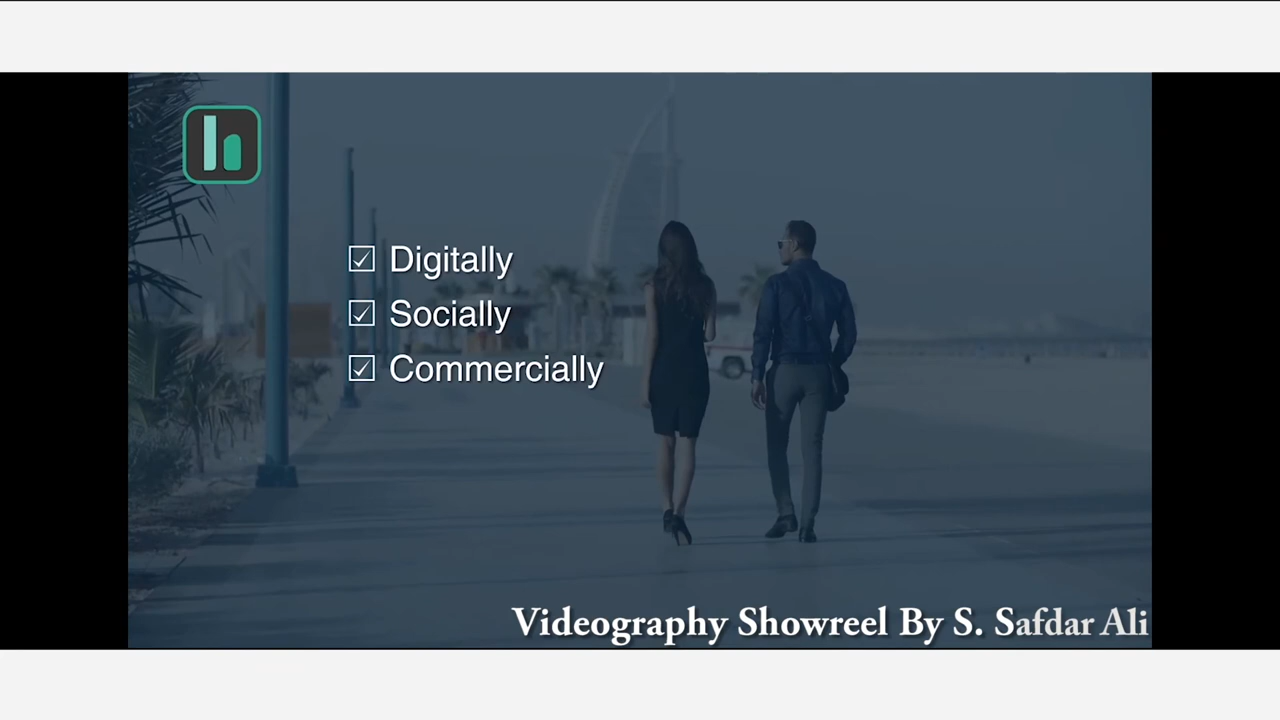 ☑ Digitally
☑ Socially
☑ Commercially
Videography Showreel By S. Safdar Ali